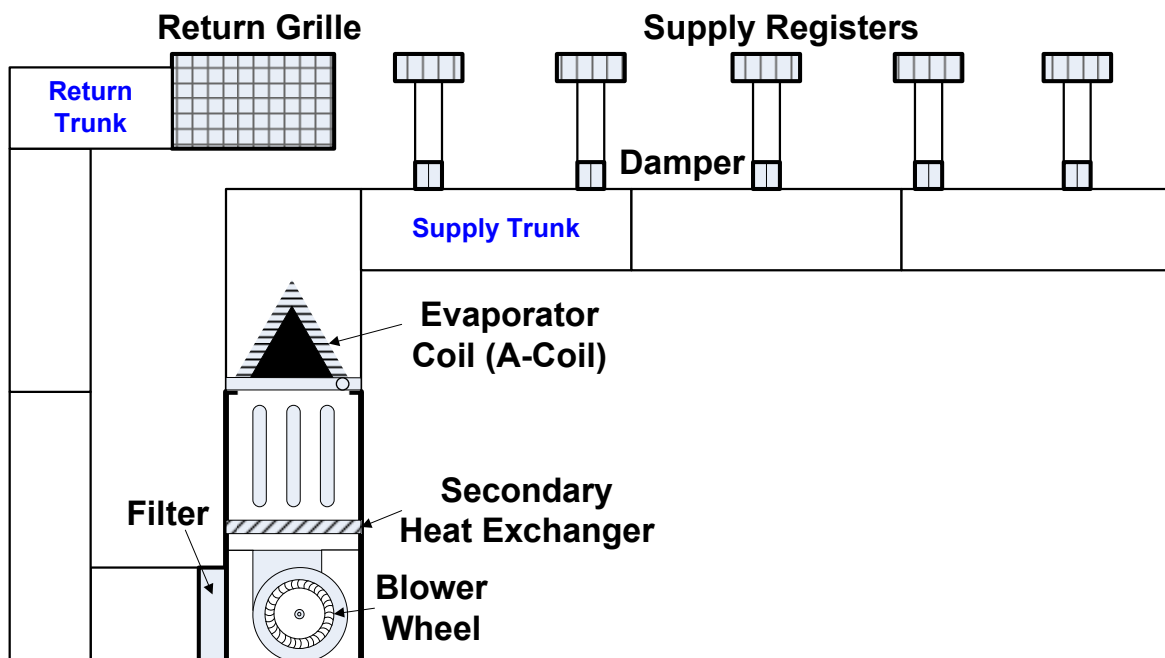 Return Grille
Supply Registers
Return
Trunk
Damper
Supply Trunk
Evaporator
Coil (A-Coil)
Secondary
Heat Exchanger
Filter
Blower
Wheel